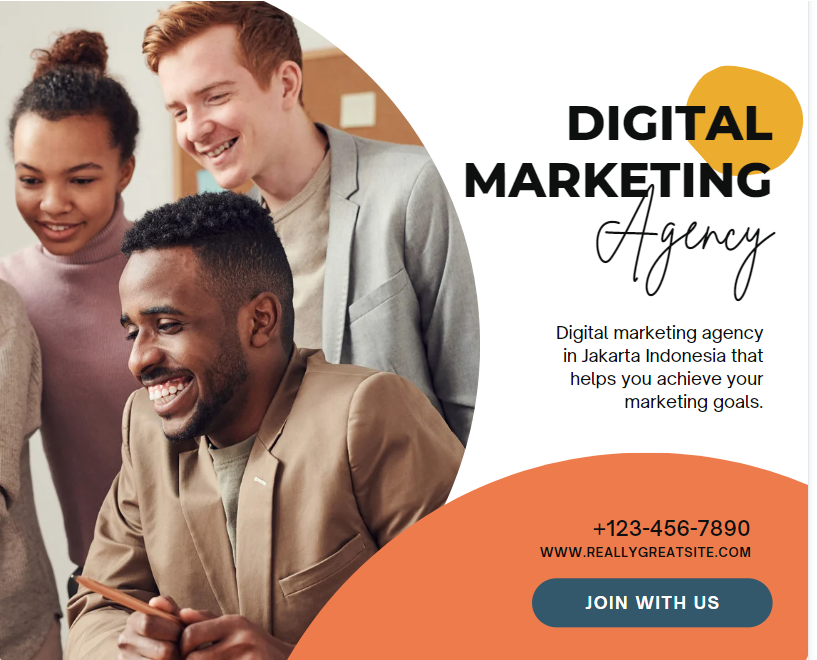 DIGITAL
MARKETING
Agency
Digital marketing agency
in Jakarta Indonesia that
helps you achieve your
marketing goals.
+123-456-7890
WWW.REALLYGREATSITE.COM
JOIN WITH US